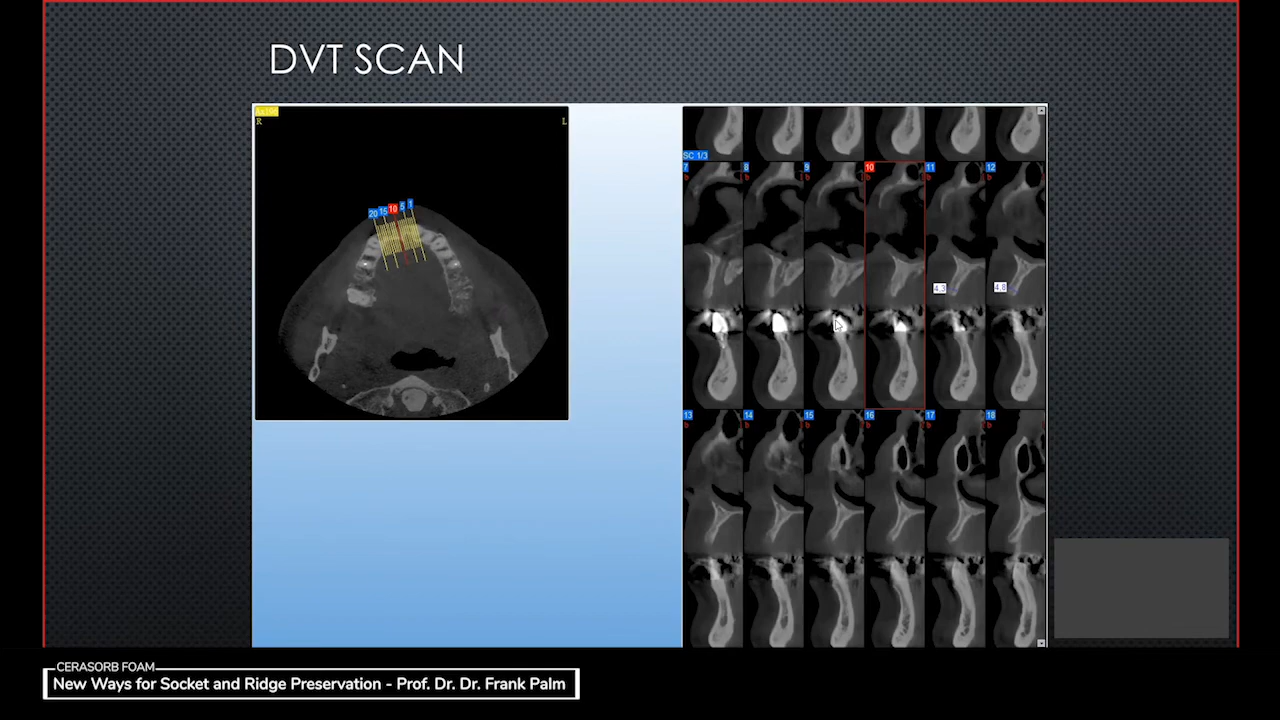 DVT SCAN
Axial
R L
20 15 10 5 1
SC 1/3
7 8 9 10 11 12
b b b b b b
4,3 4,8
13 14 15 16 17 18
b b b b b b
CERASORB FOAM
New Ways for Socket and Ridge Preservation - Prof. Dr. Dr. Frank Palm